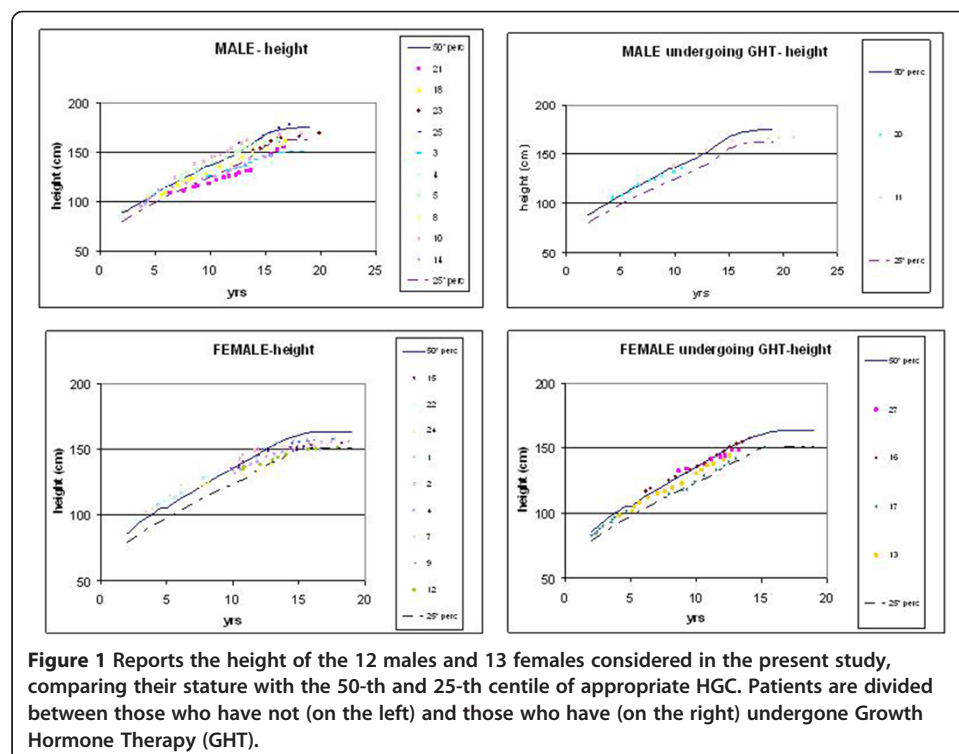 MALE - height
200
150
100
50
height (cm)
0 5 10 15 20 25
yrs
50° perc
21
18
23
25
3
4
5
8
10
14
25° perc
MALE undergoing GHT- height
200
150
100
50
height (cm)
0 5 10 15 20 25
yrs
50° perc
20
11
25° perc
FEMALE-height
200
150
100
50
height (cm)
0 5 10 15 20
yrs
50° perc
15
22
24
1
2
4
7
9
12
25° perc
FEMALE undergoing GHT-height
200
150
100
50
height (cm)
0 5 10 15 20
yrs
50° perc
27
16
17
13
25° perc
Figure 1 Reports the height of the 12 males and 13 females considered in the present study,
comparing their stature with the 50-th and 25-th centile of appropriate HGC. Patients are divided
between those who have not (on the left) and those who have (on the right) undergone Growth
Hormone Therapy (GHT).